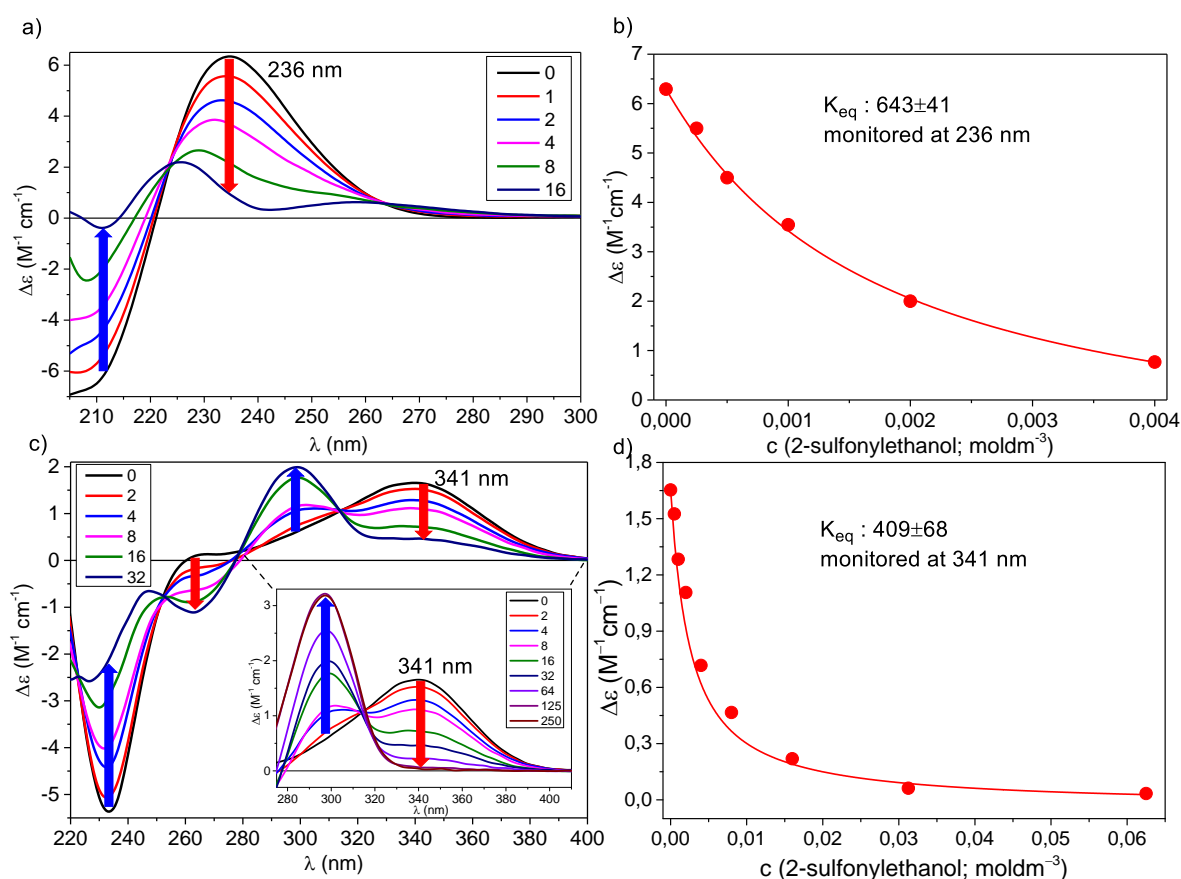 a)
Δε (M⁻¹ cm⁻¹)
6
4
2
0
-2
-4
-6
236 nm
0
1
2
4
8
16
210 220 230 240 250 260 270 280 290 300
λ (nm)
b)
Δε (M⁻¹cm⁻¹)
7
6
5
4
3
2
1
0
K_eq : 643±41
monitored at 236 nm
0,000 0,001 0,002 0,003 0,004
c (2-sulfonylethanol; moldm⁻³)
c)
Δε (M⁻¹ cm⁻¹)
2
1
0
-1
-2
-3
-4
-5
0
2
4
8
16
32
341 nm
220 240 260 280 300 320 340 360 380 400
λ (nm)
Δε (M⁻¹ cm⁻¹)
3
2
1
0
341 nm
0
2
4
8
16
32
64
125
250
275 280 300 320 340 360 380 400
λ (nm)
d)
Δε (M⁻¹cm⁻¹)
1.8
1,5
1,2
0,9
0,6
0,3
0,0
K_eq : 409±68
monitored at 341 nm
0,00 0,01 0,02 0,03 0,04 0,05 0,06
c (2-sulfonylethanol; moldm⁻³)